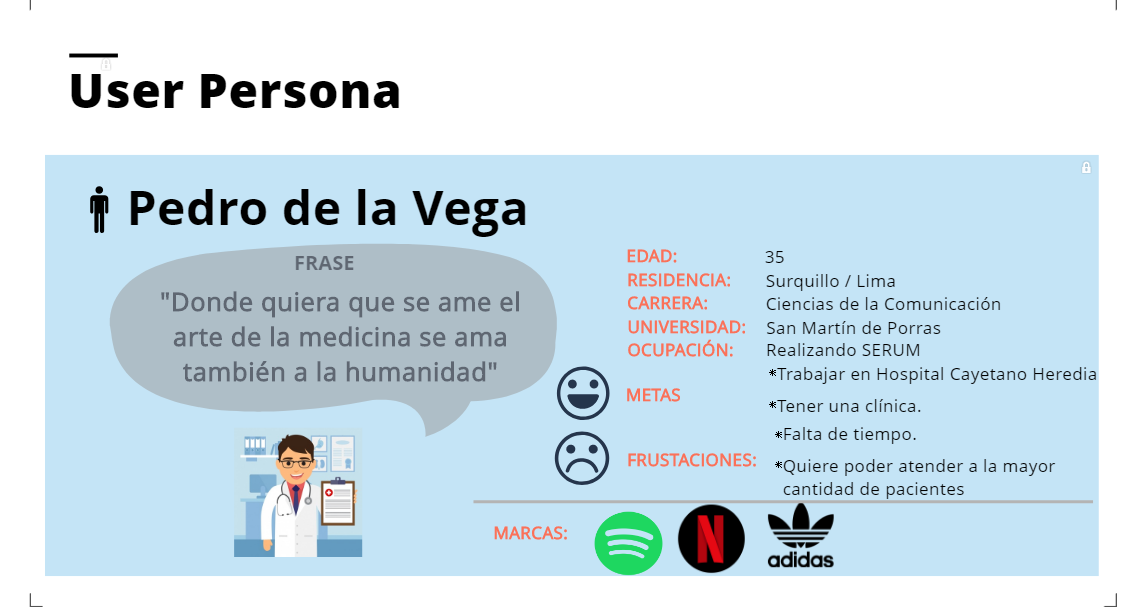 User Persona
Pedro de la Vega
FRASE
"Donde quiera que se ame el
arte de la medicina se ama
también a la humanidad"
EDAD: 35
RESIDENCIA: Surquillo / Lima
CARRERA: Ciencias de la Comunicación
UNIVERSIDAD: San Martín de Porras
OCUPACIÓN: Realizando SERUM
METAS
*Trabajar en Hospital Cayetano Heredia
*Tener una clínica.
FRUSTACIONES:
*Falta de tiempo.
*Quiere poder atender a la mayor
cantidad de pacientes
MARCAS:
N
adidas